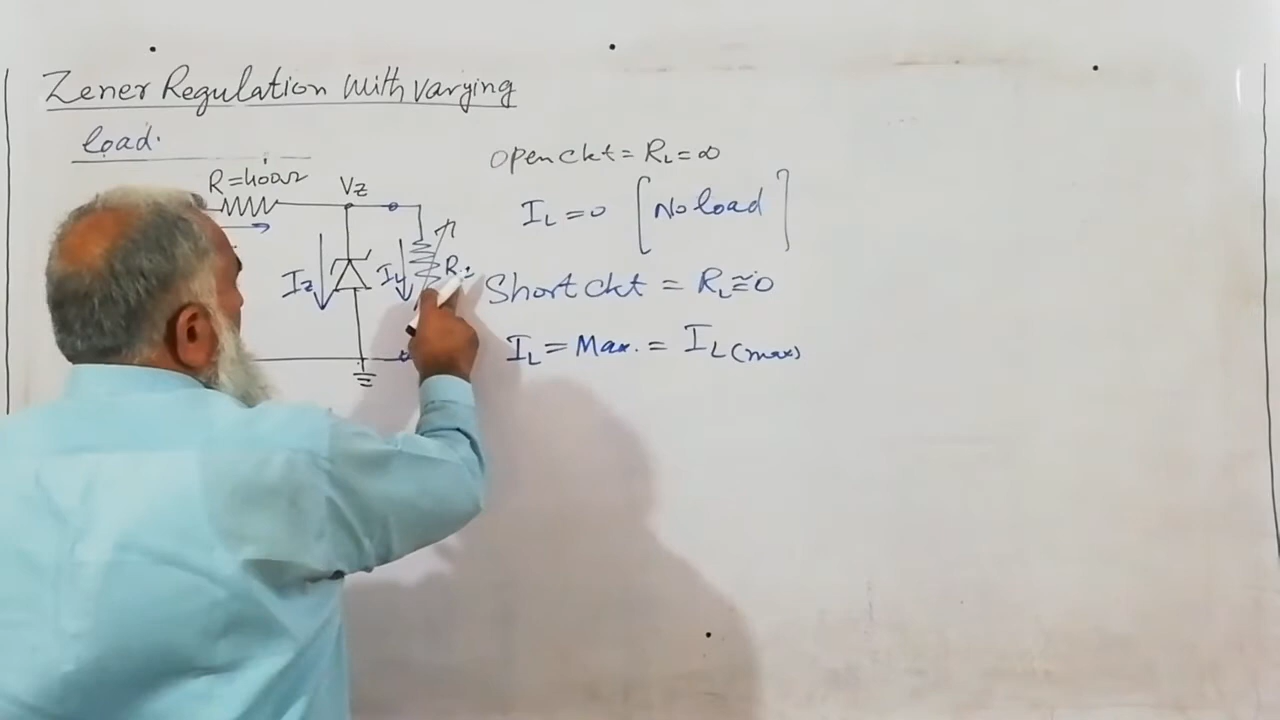 Zener Regulation With varying
load.
R=400Ω
Vz
Iz
IL
RL
open ckt = RL = ∞
IL = 0 [No load]
Short ckt = RL ≅ 0
IL = Max. = IL(max)